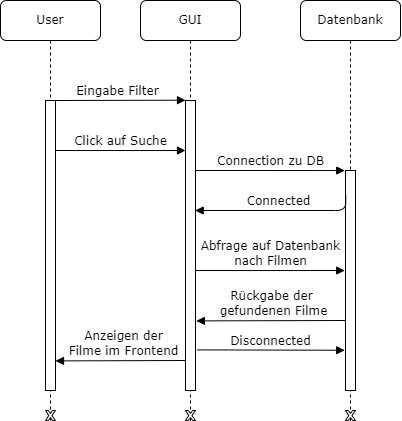 User
GUI
Datenbank
Eingabe Filter
Click auf Suche
Connection zu DB
Connected
Abfrage auf Datenbank
nach Filmen
Rückgabe der
gefundenen Filme
Anzeigen der
Filme im Frontend
Disconnected